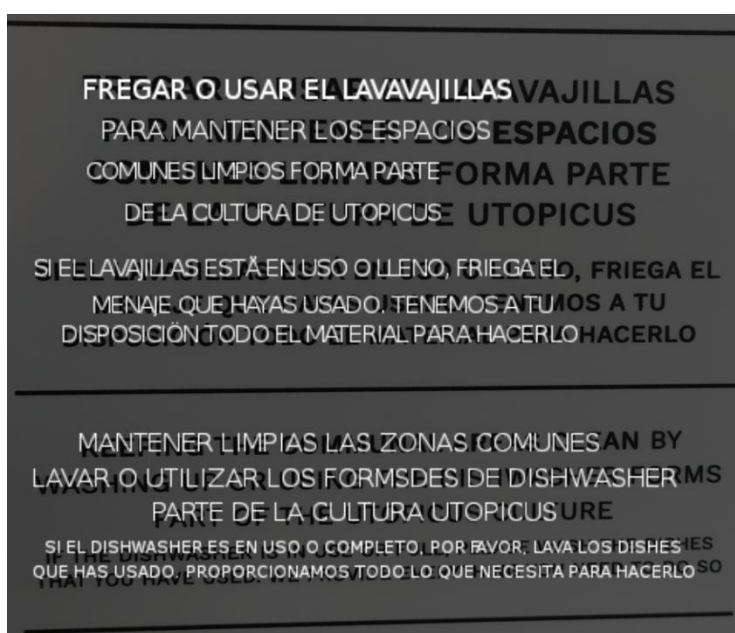 FREGAR O USAR EL LAVAVAJILLAS
PARA MANTENER LOS ESPACIOS
COMUNES LIMPIOS FORMA PARTE
DE LA CULTURA DE UTOPICUS
SI EL LAVAJILLAS ESTÁ EN USO O LLENO, FRIEGA EL
MENAJE QUE HAYAS USADO. TENEMOS A TU
DISPOSICIÓN TODO EL MATERIAL PARA HACERLO
MANTENER LIMPIAS LAS ZONAS COMUNES
LAVAR O UTILIZAR LOS FORMSDES DE DISHWASHER
PARTE DE LA CULTURA UTOPICUS
SI EL DISHWASHER ES EN USO O COMPLETO, POR FAVOR, LAVA LOS DISHES
QUE HAS USADO. PROPORCIONAMOS TODO LO QUE NECESITA PARA HACERLO